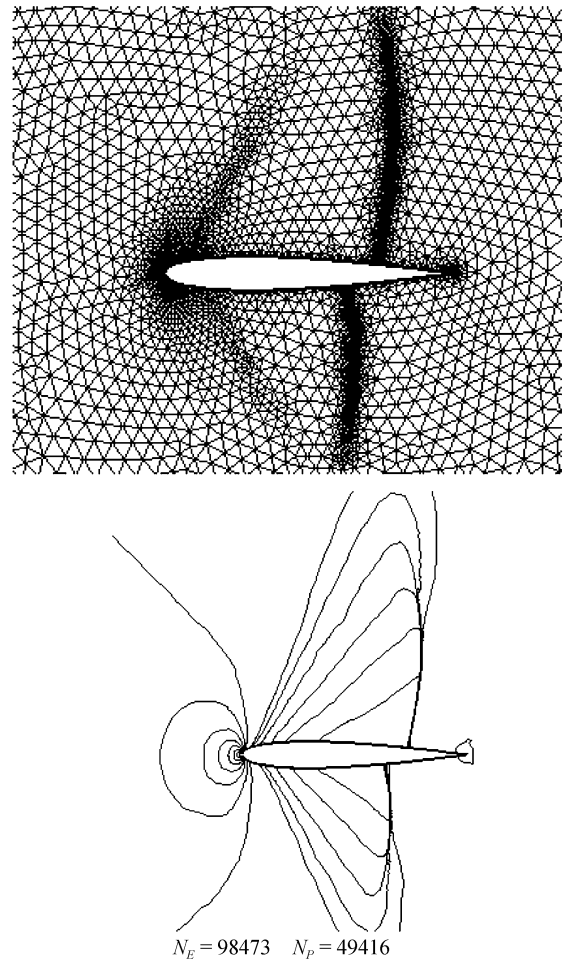 N_E = 98473 N_P = 49416